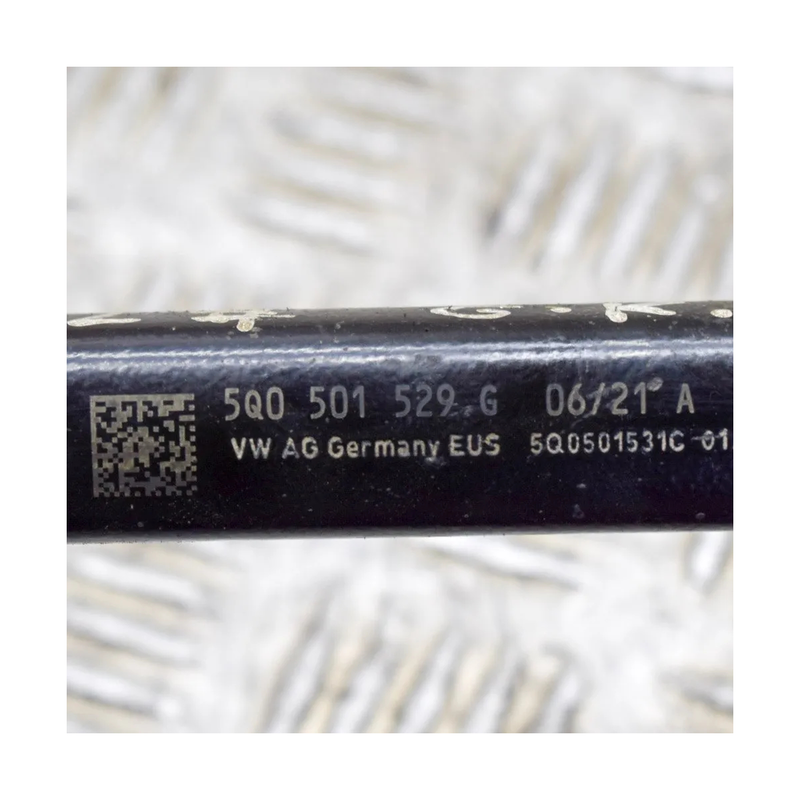 G.K.
5Q0 501 529 G 06/21 A
VW AG Germany EUS 5Q0501531C 01